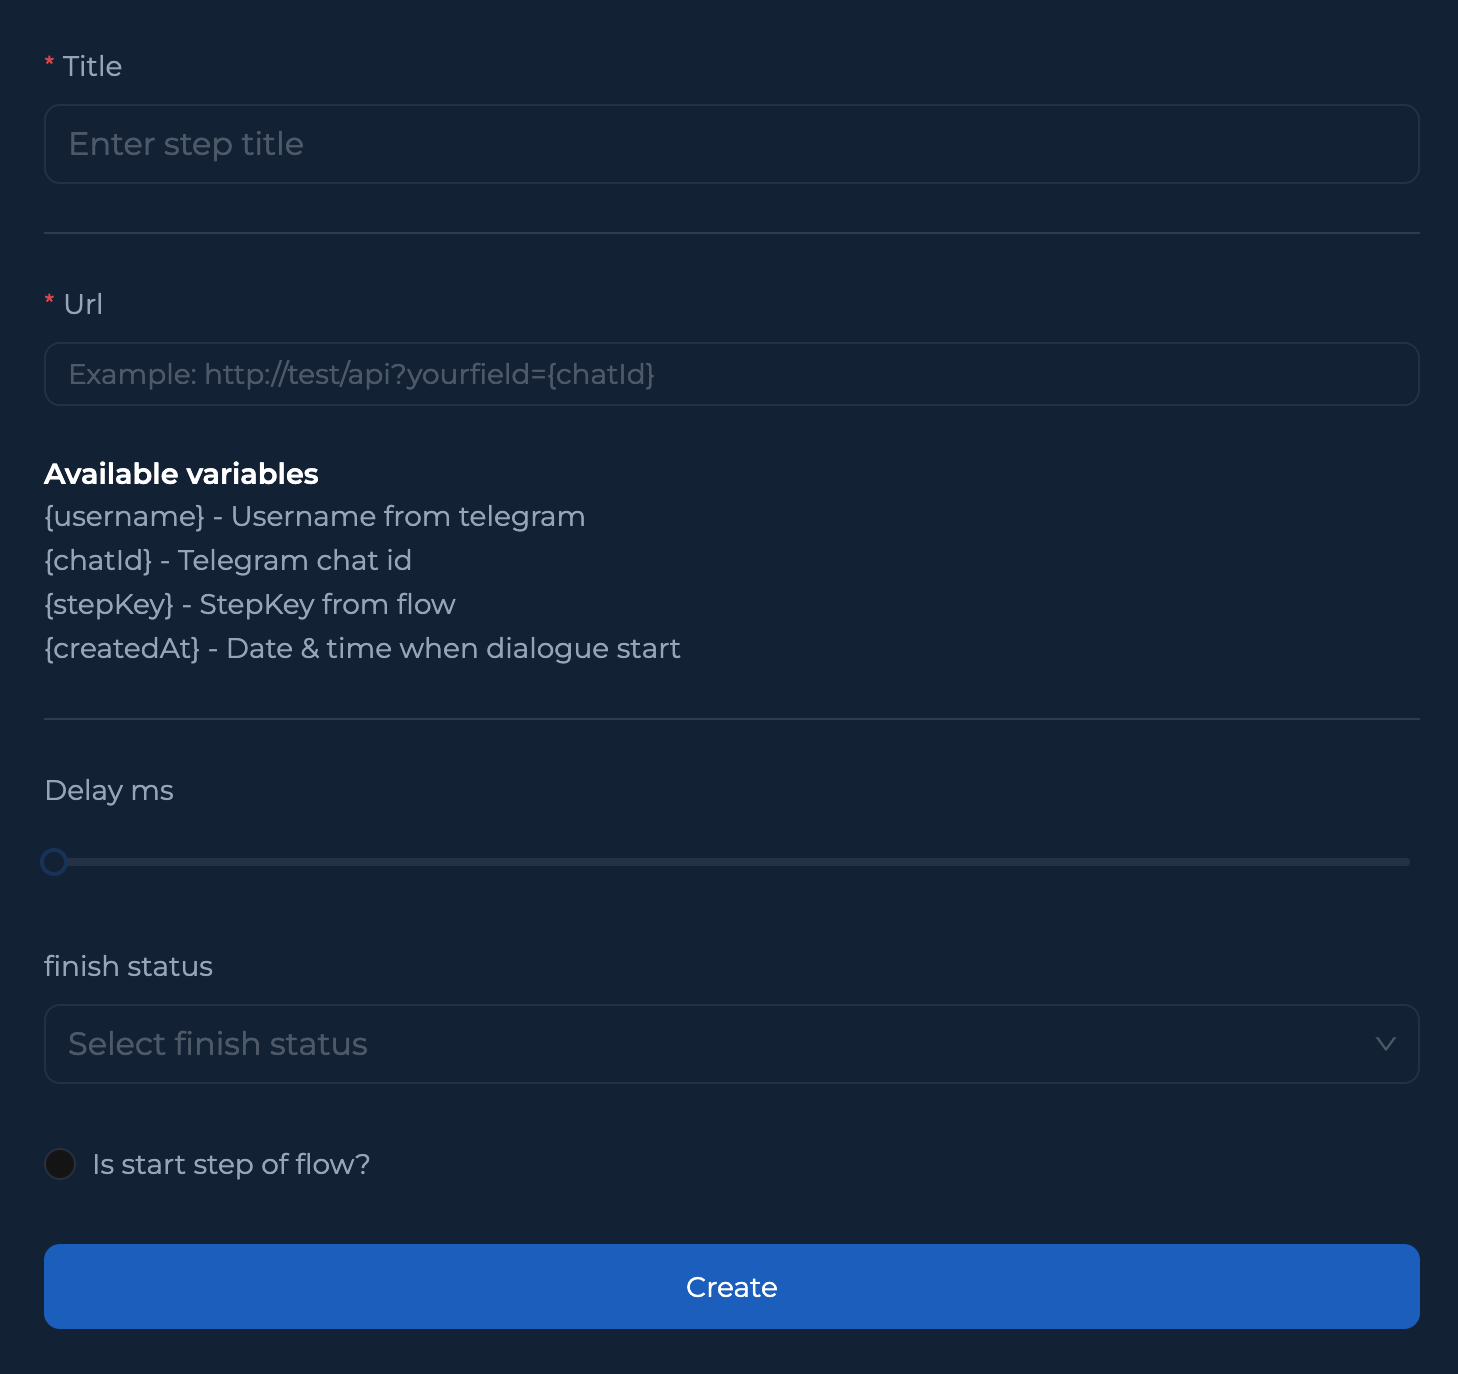 * Title
Enter step title
* Url
Example: http://test/api?yourfield={chatId}
Available variables
{username} - Username from telegram
{chatId} - Telegram chat id
{stepKey} - StepKey from flow
{createdAt} - Date & time when dialogue start
Delay ms
finish status
Select finish status
Is start step of flow?
Create